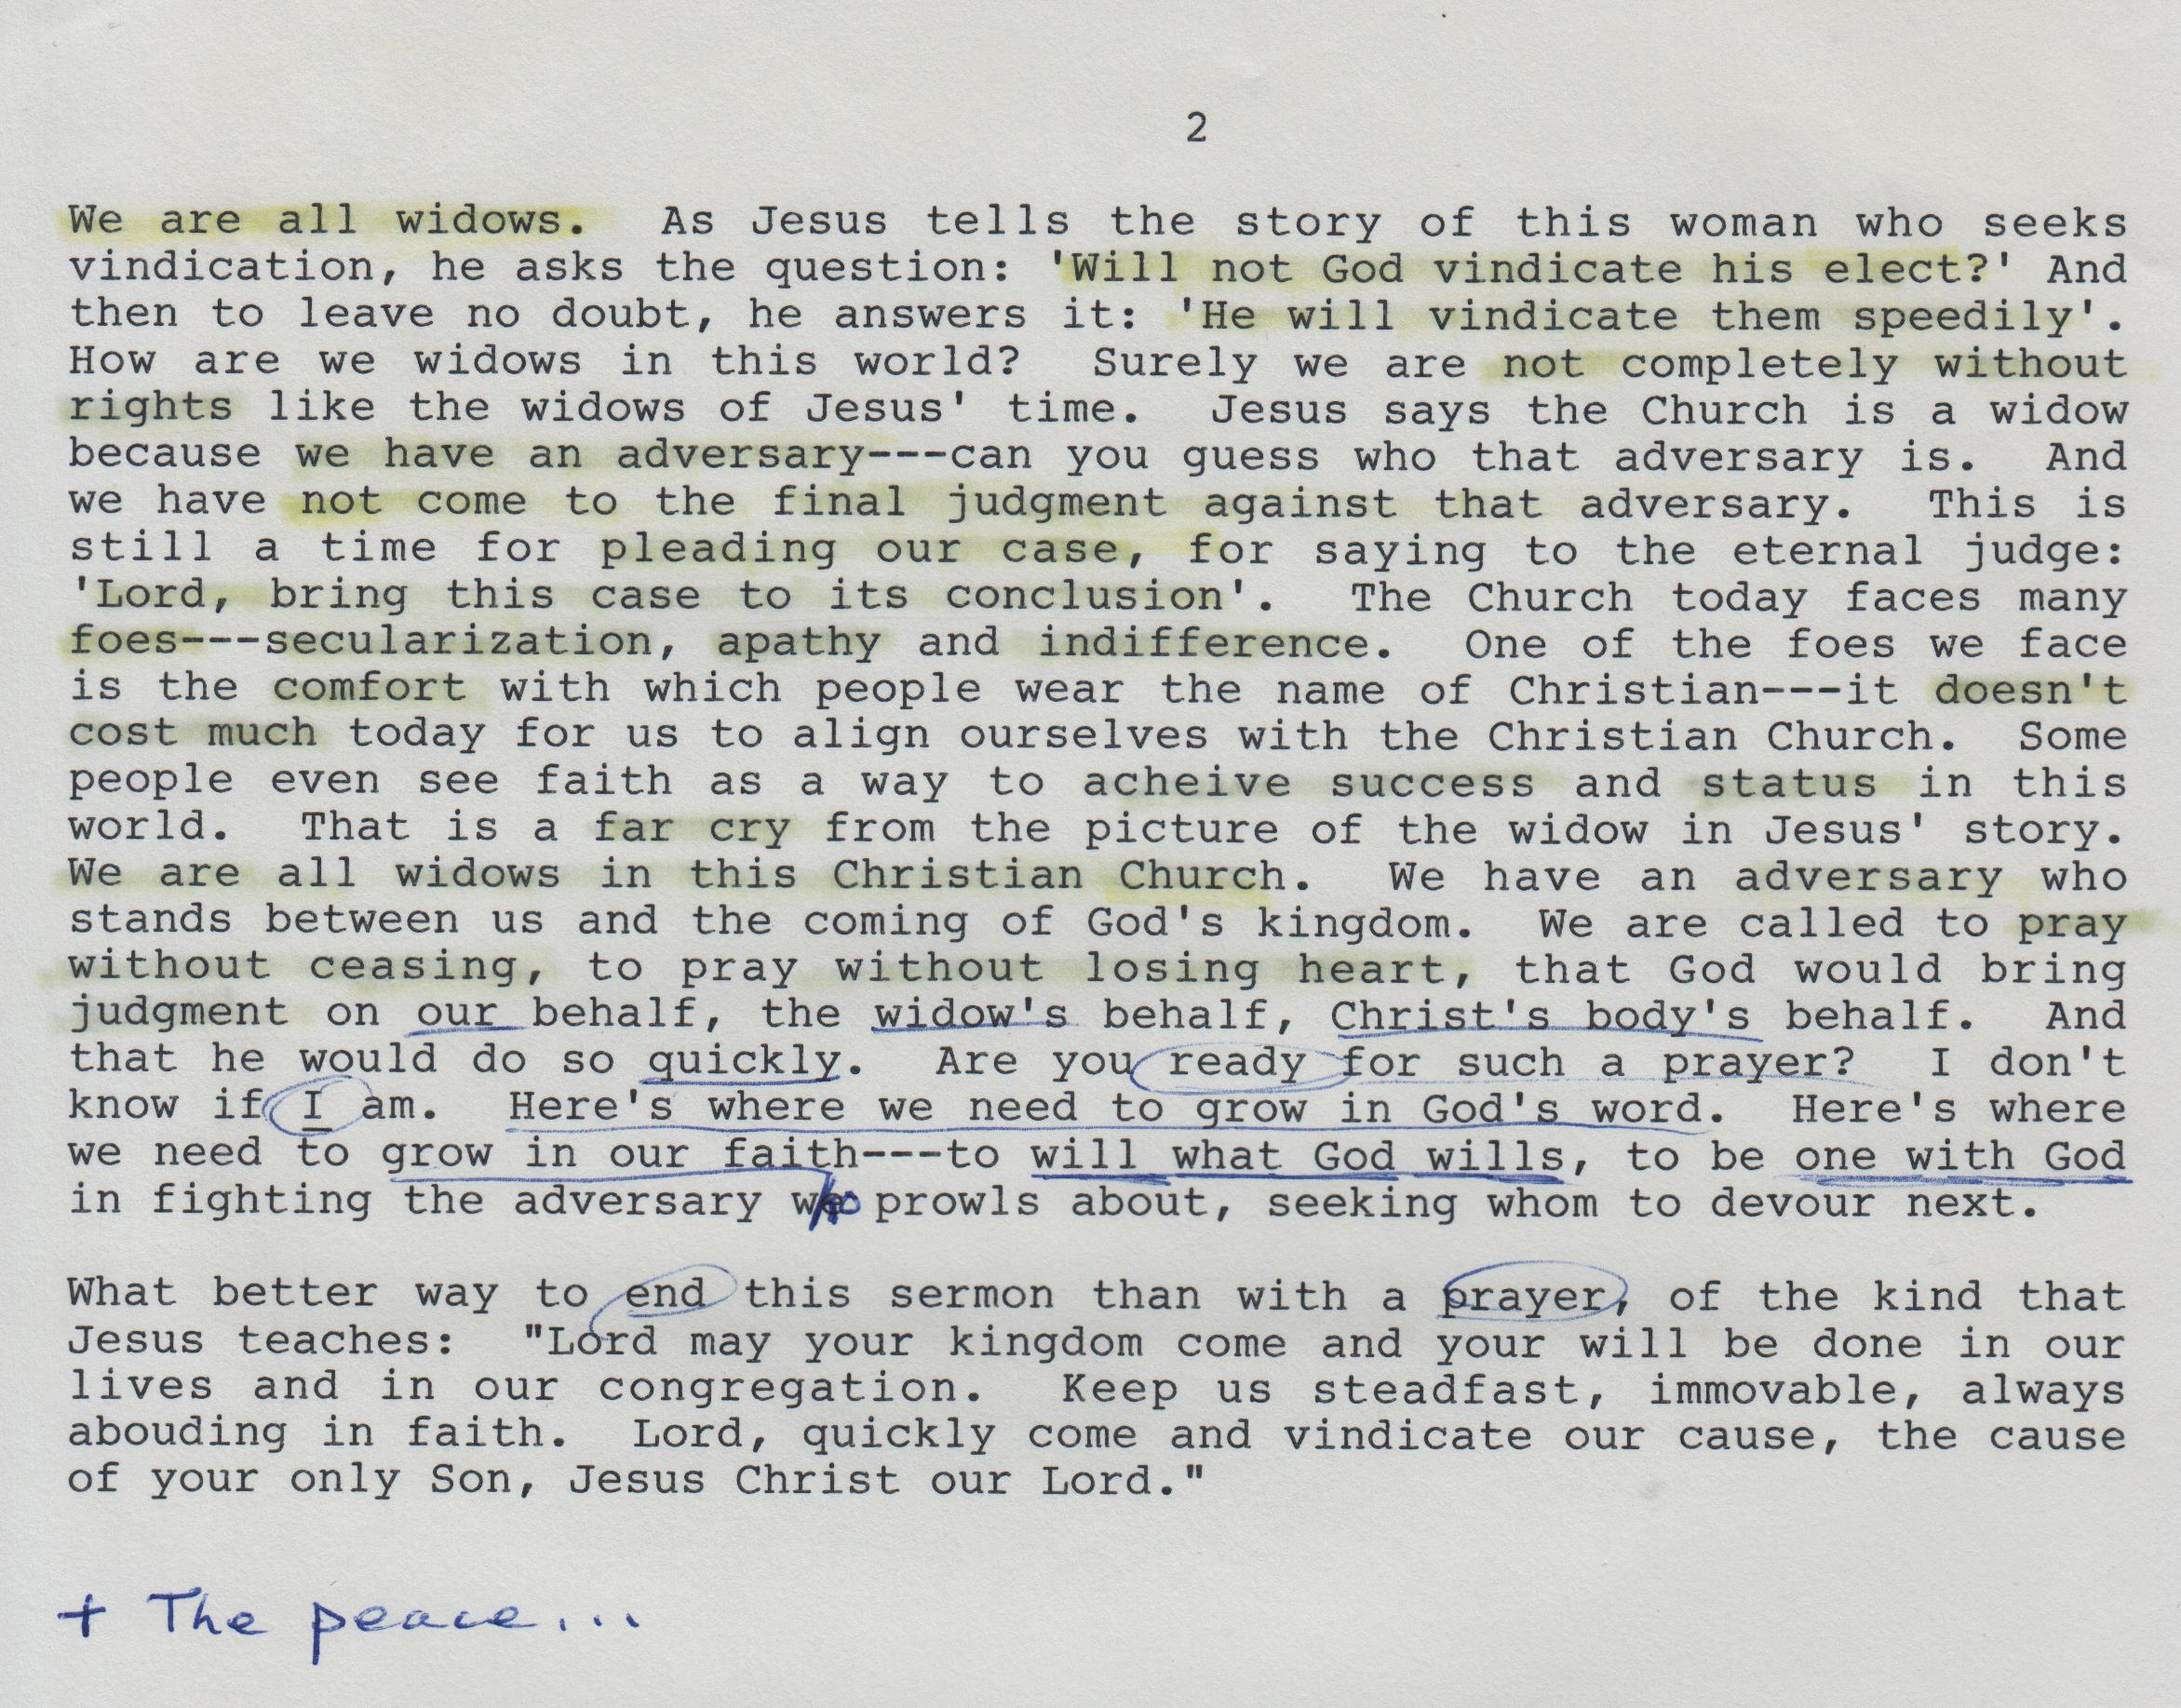 2
We are all widows. As Jesus tells the story of this woman who seeks
vindication, he asks the question: 'Will not God vindicate his elect?' And
then to leave no doubt, he answers it: 'He will vindicate them speedily'.
How are we widows in this world? Surely we are not completely without
rights like the widows of Jesus' time. Jesus says the Church is a widow
because we have an adversary---can you guess who that adversary is. And
we have not come to the final judgment against that adversary. This is
still a time for pleading our case, for saying to the eternal judge:
'Lord, bring this case to its conclusion'. The Church today faces many
foes---secularization, apathy and indifference. One of the foes we face
is the comfort with which people wear the name of Christian---it doesn't
cost much today for us to align ourselves with the Christian Church. Some
people even see faith as a way to acheive success and status in this
world. That is a far cry from the picture of the widow in Jesus' story.
We are all widows in this Christian Church. We have an adversary who
stands between us and the coming of God's kingdom. We are called to pray
without ceasing, to pray without losing heart, that God would bring
judgment on our behalf, the widow's behalf, Christ's body's behalf. And
that he would do so quickly. Are you ready for such a prayer? I don't
know if I am. Here's where we need to grow in God's word. Here's where
we need to grow in our faith---to will what God wills, to be one with God
in fighting the adversary who prowls about, seeking whom to devour next.
What better way to end this sermon than with a prayer, of the kind that
Jesus teaches: "Lord may your kingdom come and your will be done in our
lives and in our congregation. Keep us steadfast, immovable, always
abouding in faith. Lord, quickly come and vindicate our cause, the cause
of your only Son, Jesus Christ our Lord."
+ The peace...